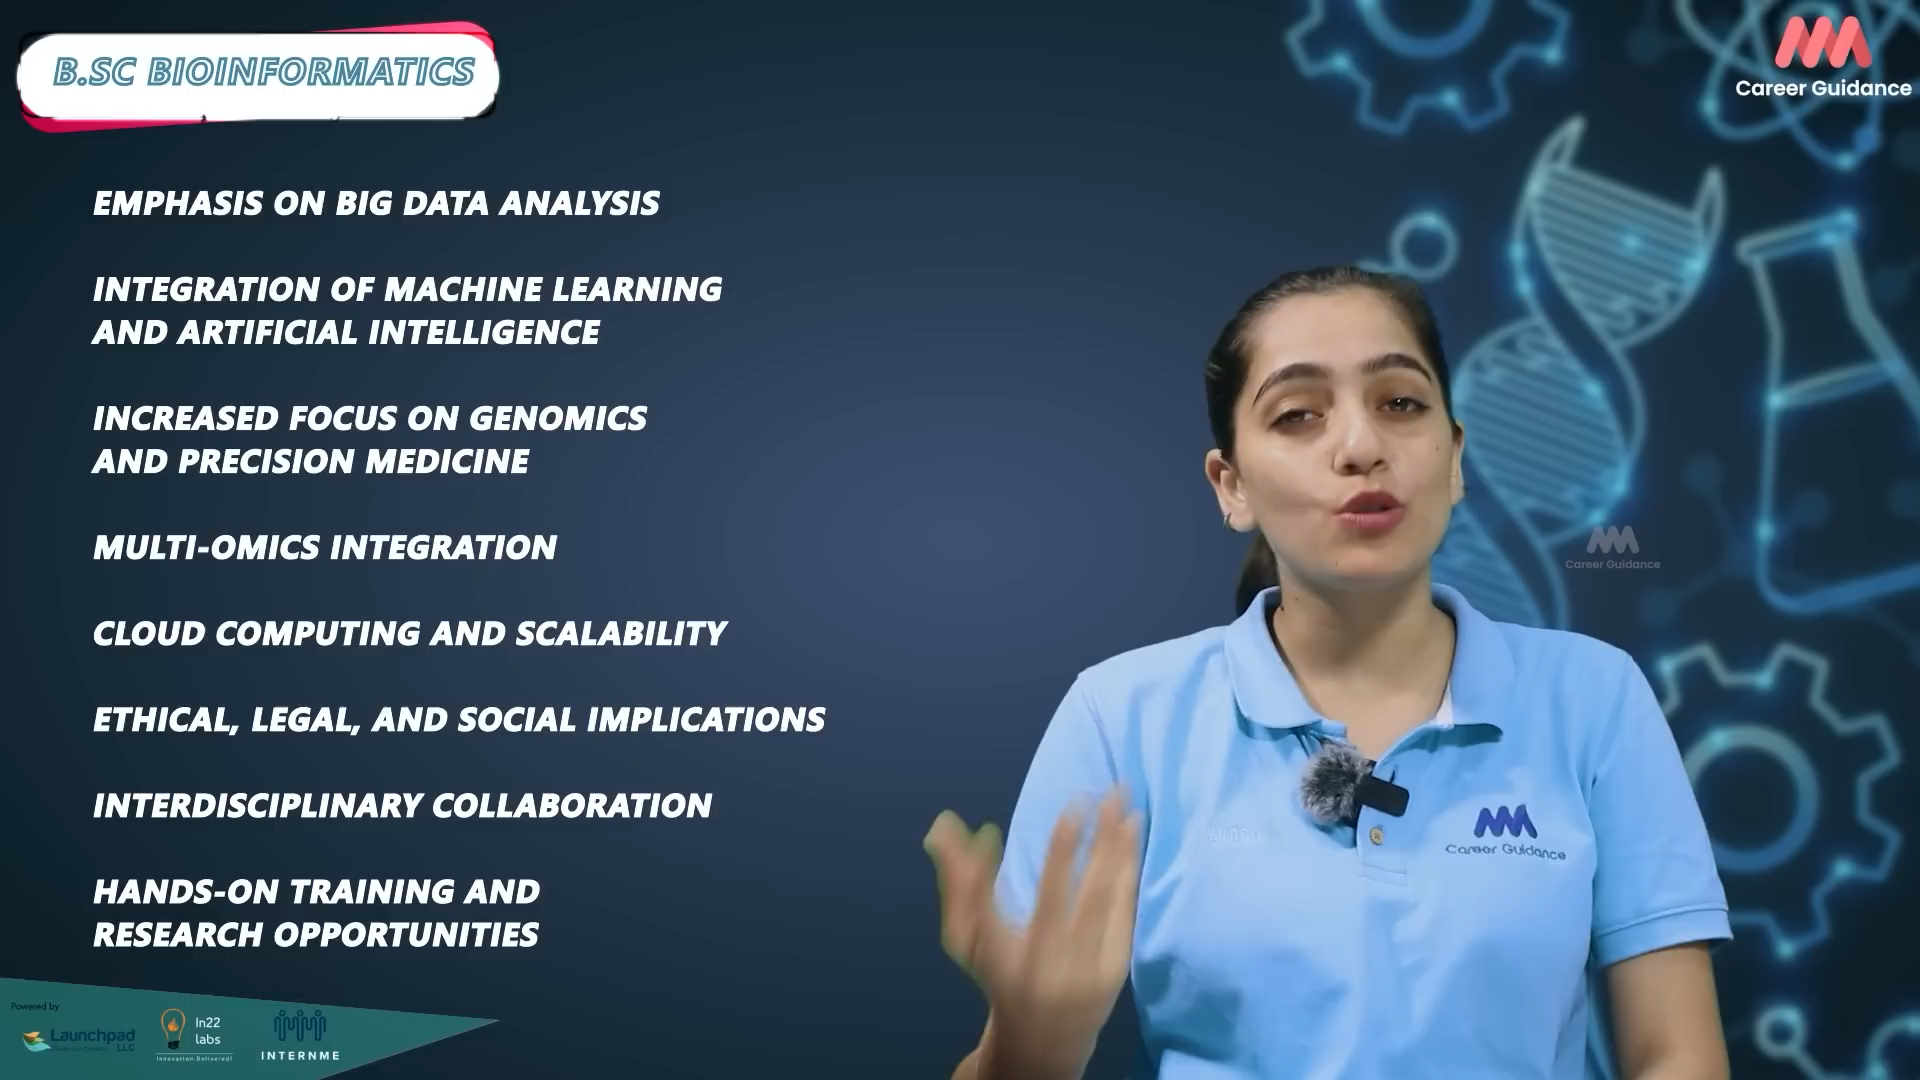 B.SC BIOINFORMATICS
Career Guidance
EMPHASIS ON BIG DATA ANALYSIS
INTEGRATION OF MACHINE LEARNING
AND ARTIFICIAL INTELLIGENCE
INCREASED FOCUS ON GENOMICS
AND PRECISION MEDICINE
MULTI-OMICS INTEGRATION
Career Guidance
CLOUD COMPUTING AND SCALABILITY
ETHICAL, LEGAL, AND SOCIAL IMPLICATIONS
INTERDISCIPLINARY COLLABORATION
Career Guidance
HANDS-ON TRAINING AND
RESEARCH OPPORTUNITIES
Powered by
Launchpad
LLC
In22
labs
Innovation Delivered!
INTERNME